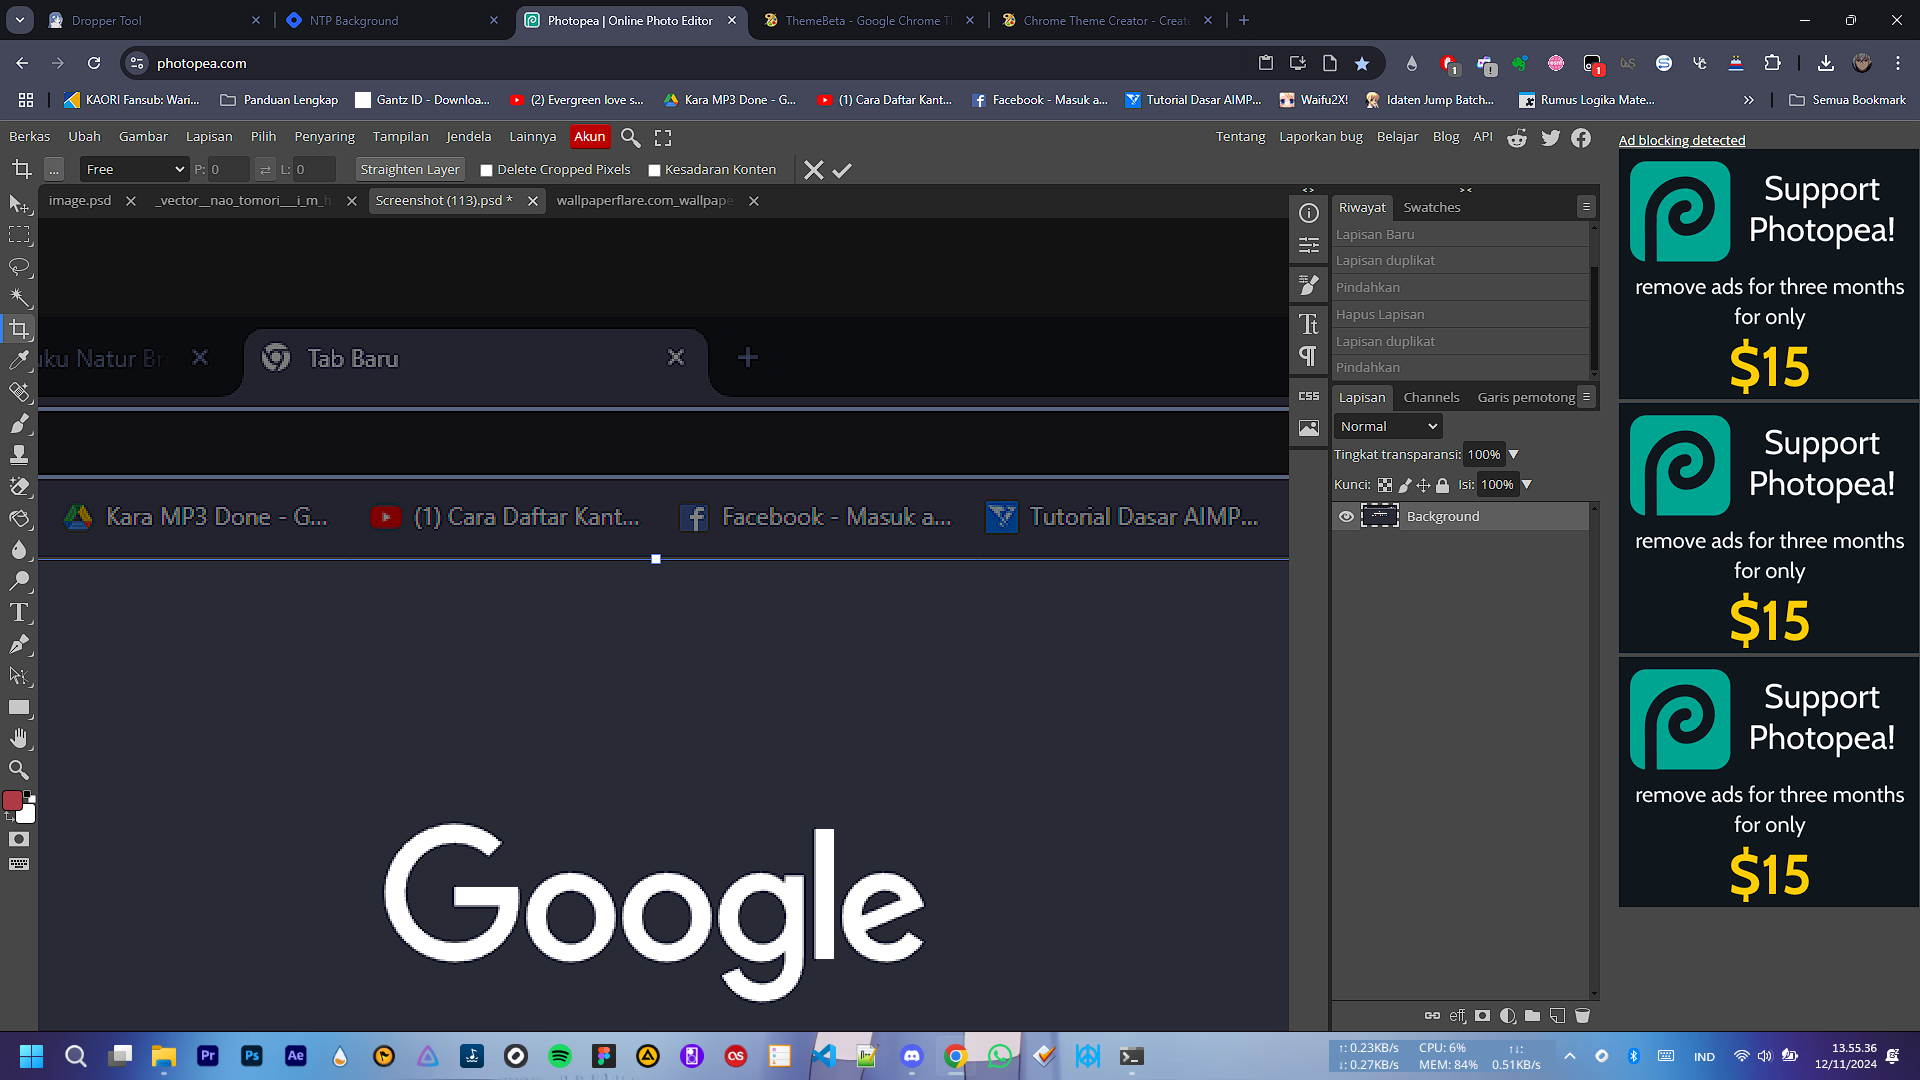 Dropper Tool
NTP Background
Photopea | Online Photo Editor
ThemeBeta - Google Chrome T
Chrome Theme Creator - Create
photopea.com
1
!
1
KAORI Fansub: Wari...
Panduan Lengkap
Gantz ID - Downloa...
(2) Evergreen love s...
Kara MP3 Done - G...
(1) Cara Daftar Kant...
Facebook - Masuk a...
Tutorial Dasar AIMP...
Waifu2X!
Idaten Jump Batch...
Rumus Logika Mate...
Semua Bookmark
Berkas Ubah Gambar Lapisan Pilih Penyaring Tampilan Jendela Lainnya Akun
Tentang Laporkan bug Belajar Blog API
Ad blocking detected
... Free P: 0 L: 0 Straighten Layer Delete Cropped Pixels Kesadaran Konten
image.psd
_vector__nao_tomori___i_m_h
Screenshot (113).psd *
wallpaperflare.com_wallpape
Tab Baru
Kara MP3 Done - G...
(1) Cara Daftar Kant...
Facebook - Masuk a...
Tutorial Dasar AIMP...
Google
CSS
Riwayat Swatches
Lapisan Baru
Lapisan duplikat
Pindahkan
Hapus Lapisan
Lapisan duplikat
Pindahkan
Lapisan Channels Garis pemotong
Normal
Tingkat transparansi: 100%
Kunci: Isi: 100%
Background
eff
Support
Photopea!
remove ads for three months
for only
$15
Support
Photopea!
remove ads for three months
for only
$15
Support
Photopea!
remove ads for three months
for only
$15
Pr
Ps
Ae
↑: 0.23KB/s
↓: 0.27KB/s
CPU: 6%
MEM: 84%
↑↓:
0.51KB/s
IND
13.55.36
12/11/2024